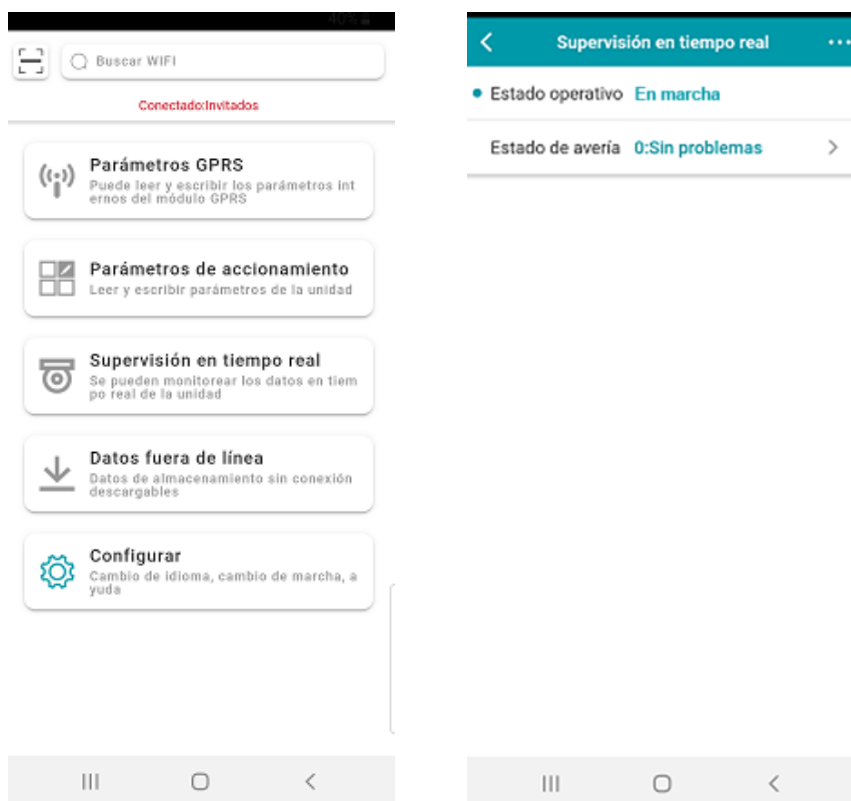 40%
Buscar WIFI
Conectado:Invitados
Parámetros GPRS
Puede leer y escribir los parámetros int
ernos del módulo GPRS
Parámetros de accionamiento
Leer y escribir parámetros de la unidad
Supervisión en tiempo real
Se pueden monitorear los datos en tiem
po real de la unidad
Datos fuera de línea
Datos de almacenamiento sin conexión
descargables
Configurar
Cambio de idioma, cambio de marcha, a
yuda
Supervisión en tiempo real
Estado operativo En marcha
Estado de avería 0:Sin problemas